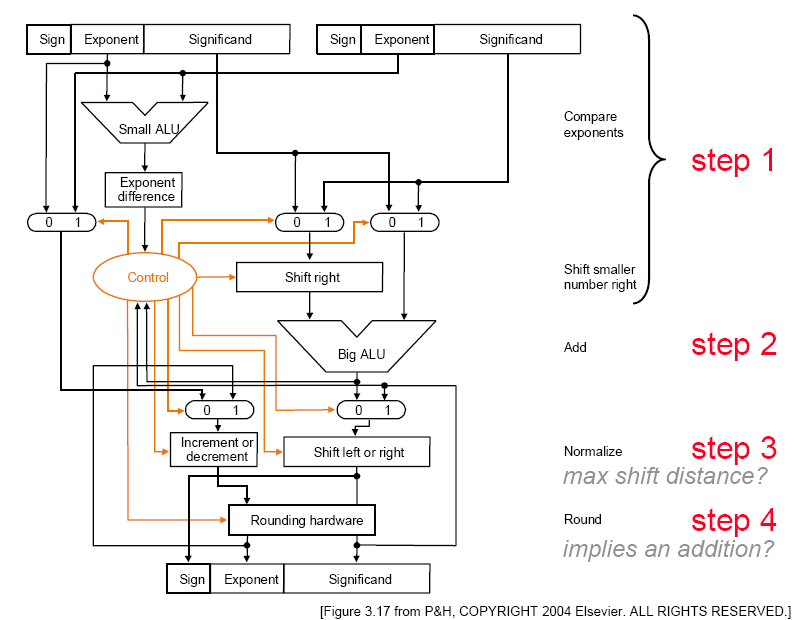 Sign Exponent Significand Sign Exponent Significand
Small ALU
Compare
exponents
step 1
Exponent
difference
0 1 0 1 0 1
Control
Shift right
Shift smaller
number right
Big ALU
Add
step 2
0 1 0 1
Increment or
decrement
Shift left or right
Normalize
step 3
max shift distance?
Rounding hardware
Round
step 4
implies an addition?
Sign Exponent Significand
[Figure 3.17 from P&H, COPYRIGHT 2004 Elsevier. ALL RIGHTS RESERVED.]